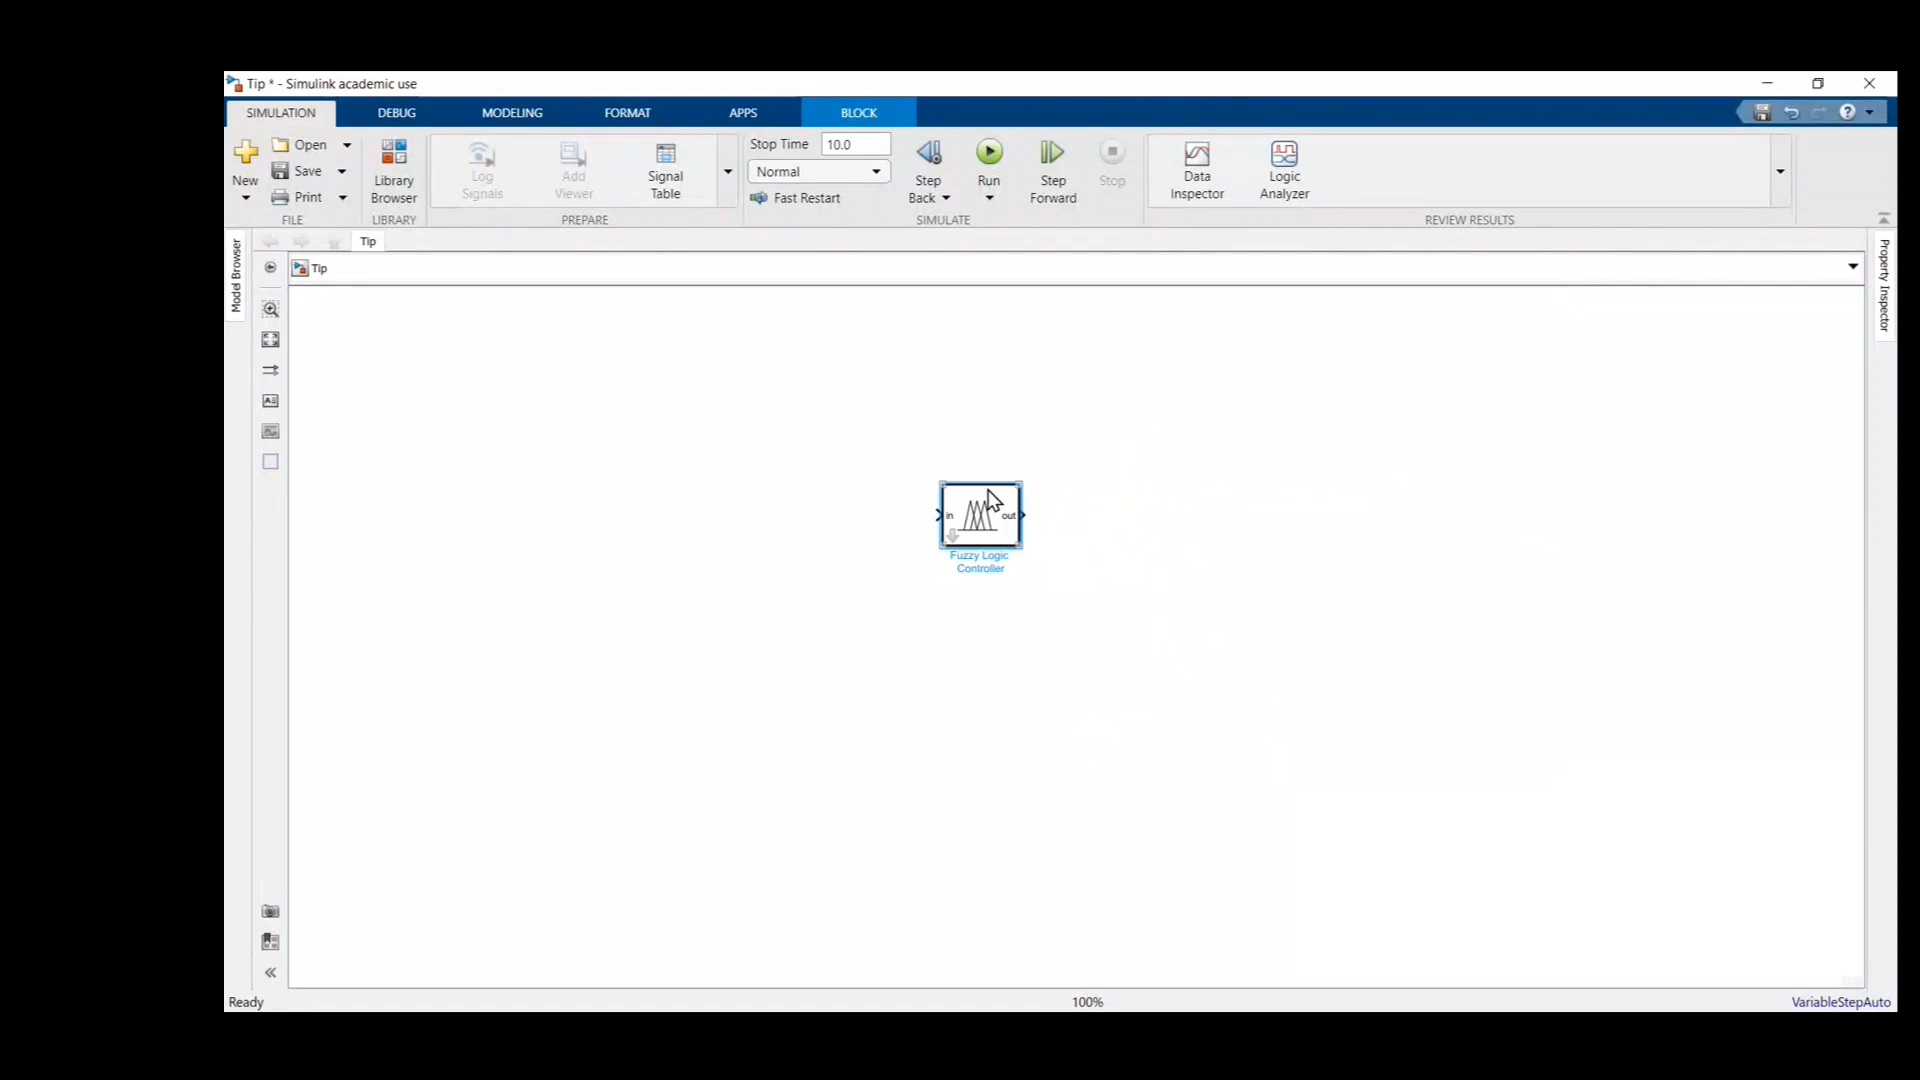 Tip * - Simulink academic use
SIMULATION DEBUG MODELING FORMAT APPS BLOCK
New
Open
Save
Print
FILE
Library
Browser
LIBRARY
Log
Signals
Add
Viewer
Signal
Table
PREPARE
Stop Time 10.0
Normal
Fast Restart
Step
Back
Run
Step
Forward
Stop
SIMULATE
Data
Inspector
Logic
Analyzer
REVIEW RESULTS
Model Browser
Tip
Tip
Property Inspector
in
out
Fuzzy Logic
Controller
Ready
100%
VariableStepAuto